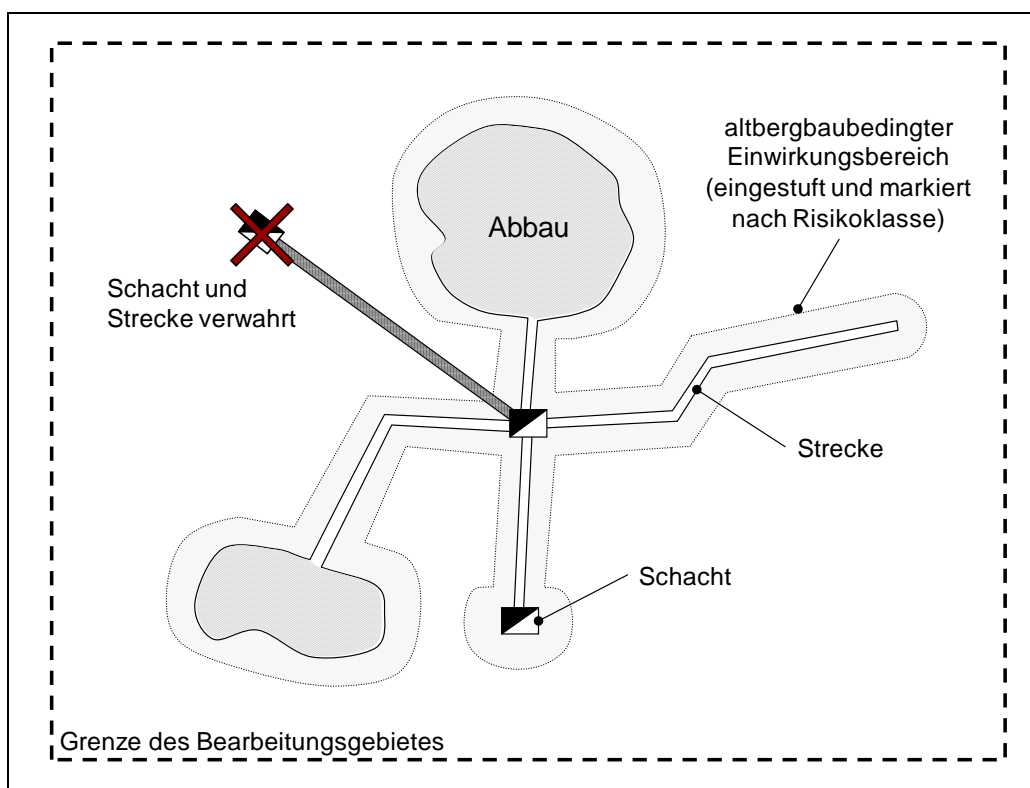 altbergbaubedingter
Einwirkungsbereich
(eingestuft und markiert
nach Risikoklasse)
Abbau
Schacht und
Strecke verwahrt
Strecke
Schacht
Grenze des Bearbeitungsgebietes